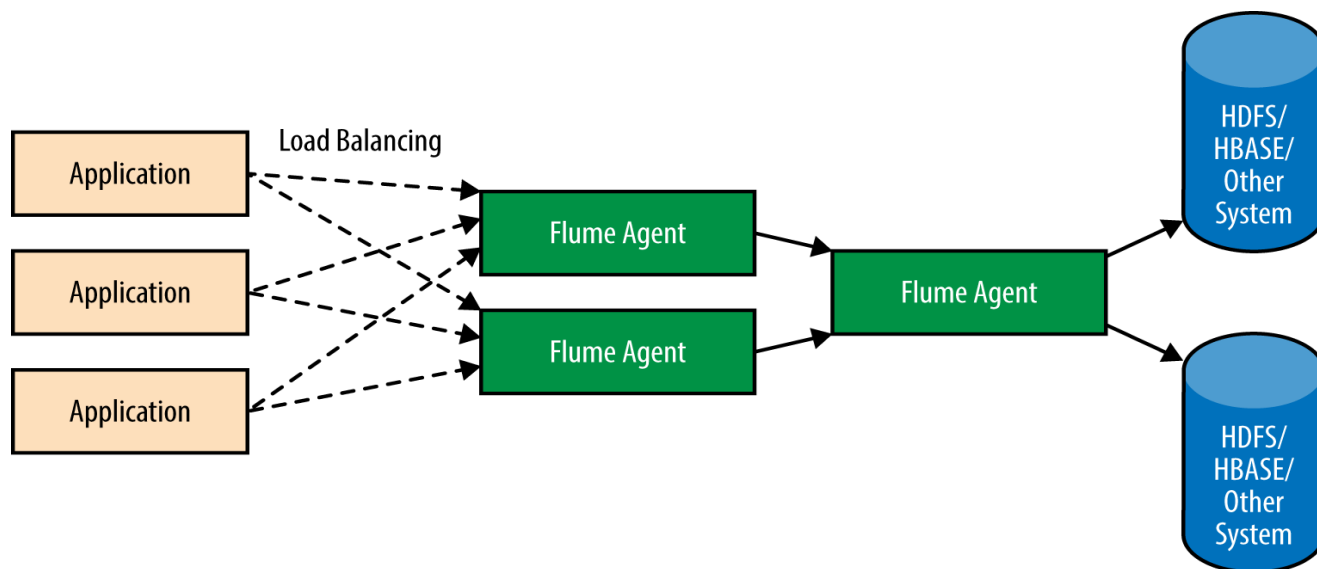 Load Balancing
Application
Application
Application
Flume Agent
Flume Agent
Flume Agent
HDFS/
HBASE/
Other
System
HDFS/
HBASE/
Other
System